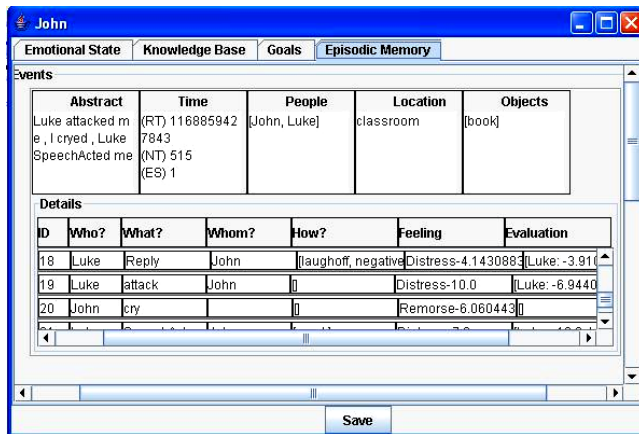 John
Emotional State Knowledge Base Goals Episodic Memory
Events
Abstract Time People Location Objects
Luke attacked m (RT) 116885942 [John, Luke] classroom [book]
e , I cryed , Luke 7843
SpeechActed me (NT) 515
(ES) 1
Details
ID Who? What? Whom? How? Feeling Evaluation
18 Luke Reply John [laughoff, negative Distress-4.1430883 [Luke: -3.910
19 Luke attack John [] Distress-10.0 [Luke: -6.9440
20 John cry [] Remorse-6.060443 []
Save